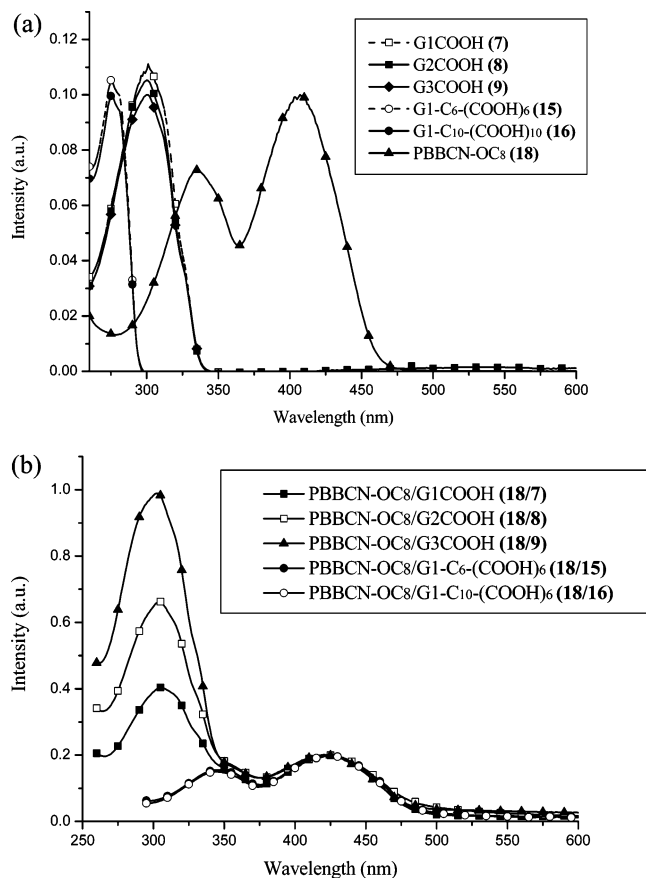 (a)
0.12
0.10
0.08
0.06
0.04
0.02
0.00
Intensity (a.u.)
G1COOH (7)
G2COOH (8)
G3COOH (9)
G1-C6-(COOH)6 (15)
G1-C10-(COOH)10 (16)
PBBCN-OC8 (18)
300 350 400 450 500 550 600
Wavelength (nm)
(b)
1.0
0.8
0.6
0.4
0.2
0.0
Intensity (a.u.)
PBBCN-OC8/G1COOH (18/7)
PBBCN-OC8/G2COOH (18/8)
PBBCN-OC8/G3COOH (18/9)
PBBCN-OC8/G1-C6-(COOH)6 (18/15)
PBBCN-OC8/G1-C10-(COOH)6 (18/16)
250 300 350 400 450 500 550 600
Wavelength (nm)